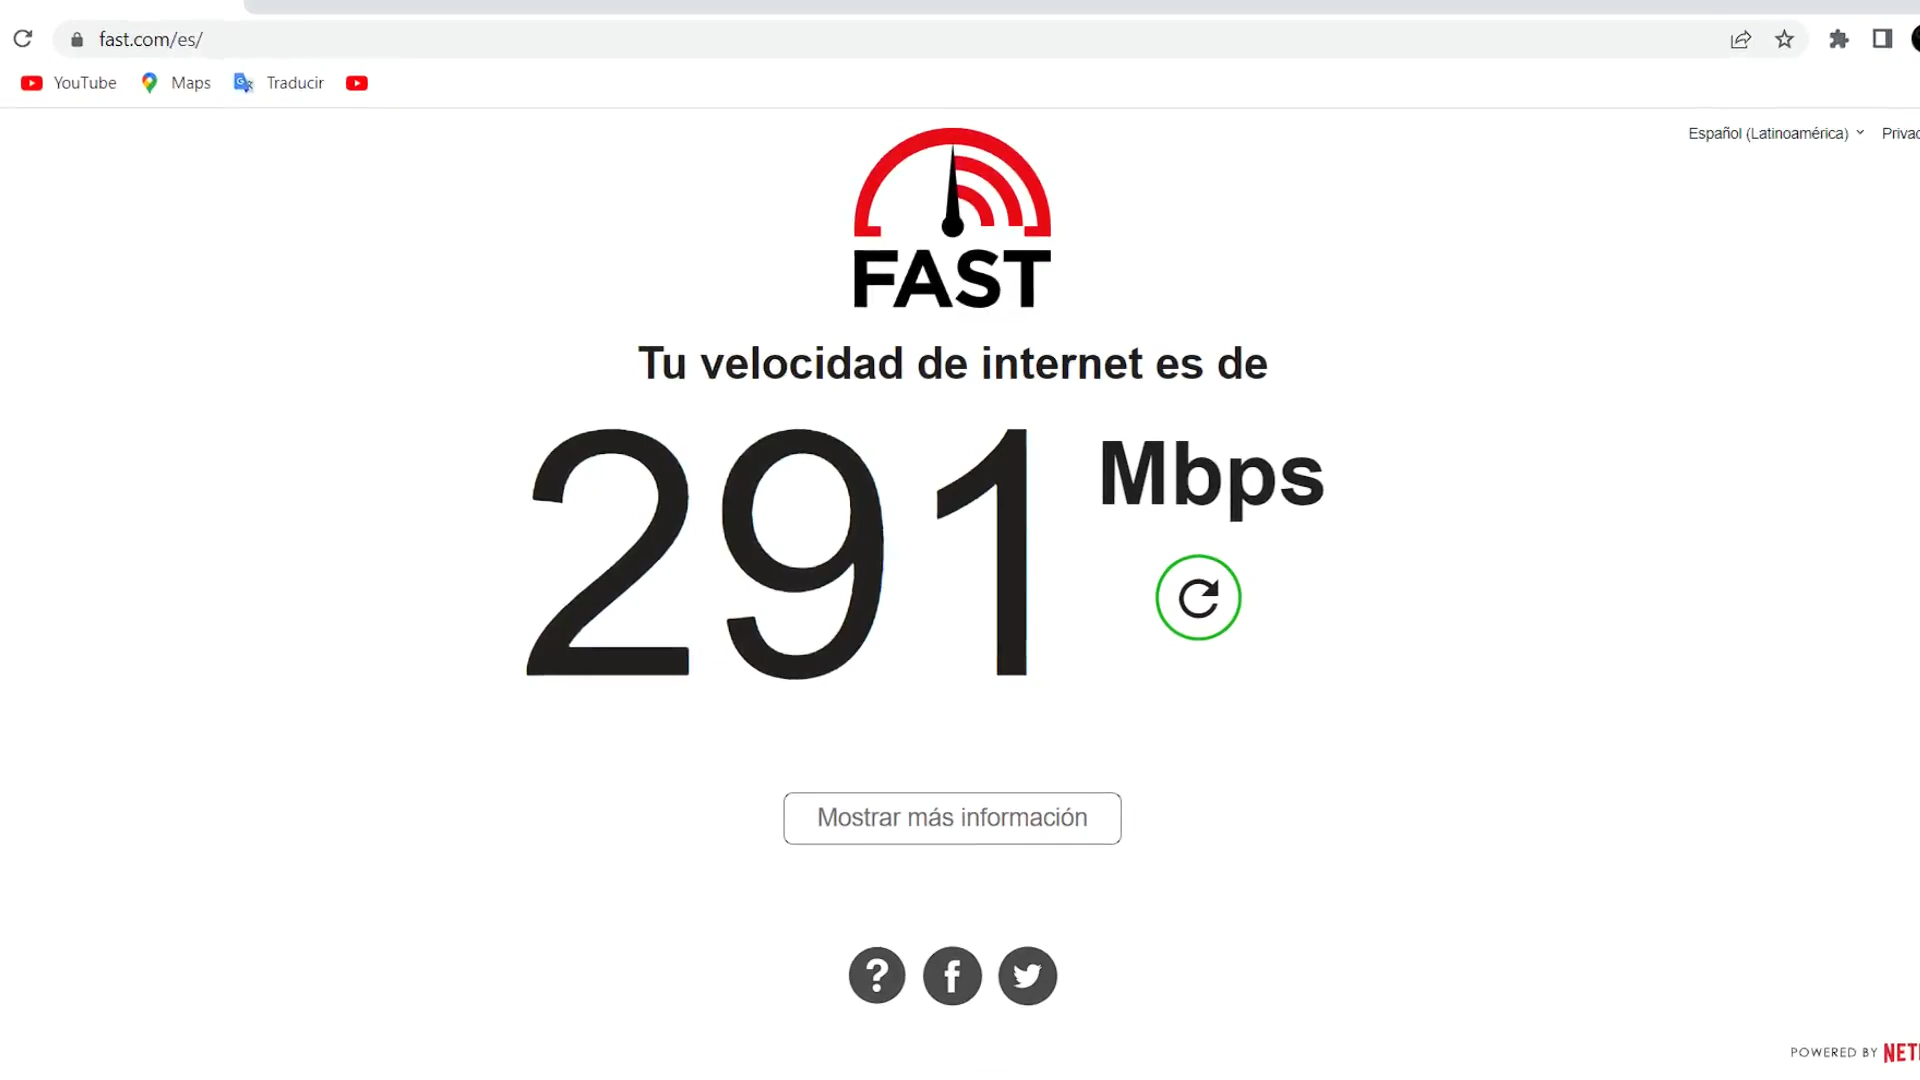 fast.com/es/
YouTube Maps Traducir
Español (Latinoamérica)
FAST
Tu velocidad de internet es de
291 Mbps
Mostrar más información
POWERED BY